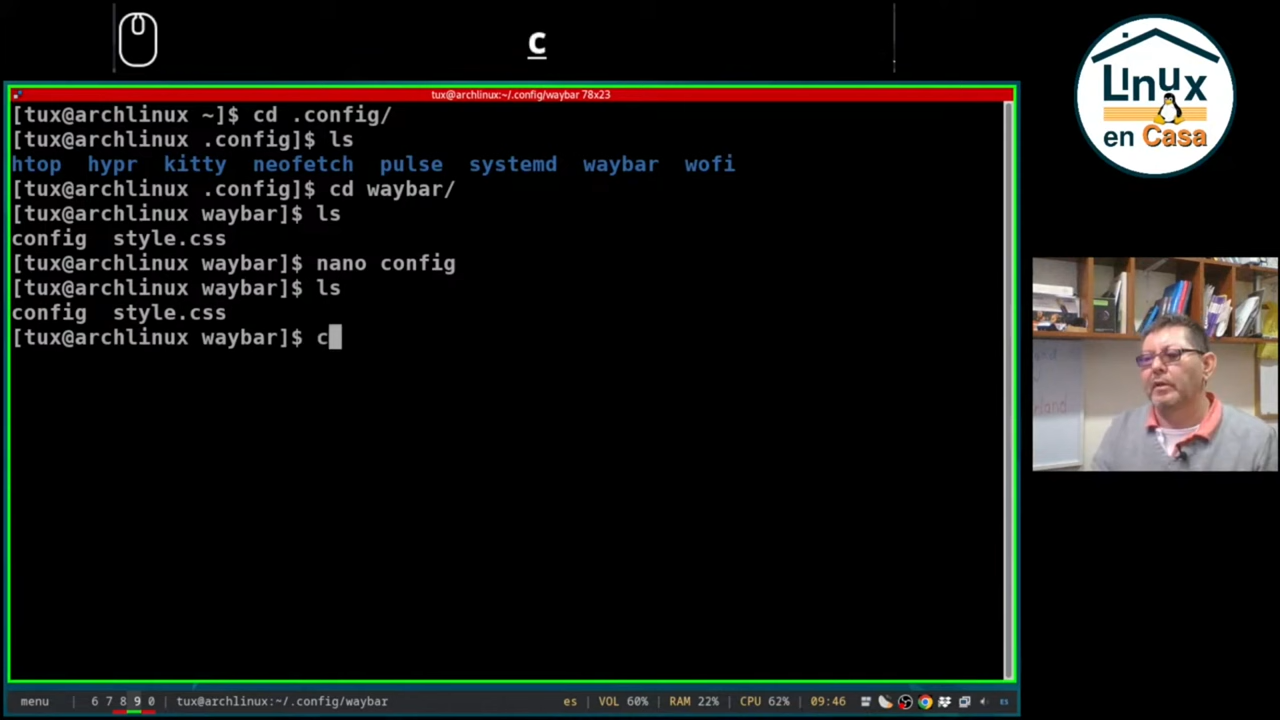 c
LInux
en Casa
tux@archlinux:~/.config/waybar 78x23
[tux@archlinux ~]$ cd .config/
[tux@archlinux .config]$ ls
htop hypr kitty neofetch pulse systemd waybar wofi
[tux@archlinux .config]$ cd waybar/
[tux@archlinux waybar]$ ls
config style.css
[tux@archlinux waybar]$ nano config
[tux@archlinux waybar]$ ls
config style.css
[tux@archlinux waybar]$ c
menu | 6 7 8 9 0 | tux@archlinux:~/.config/waybar es | VOL 60% | RAM 22% | CPU 62% | 09:46 ES